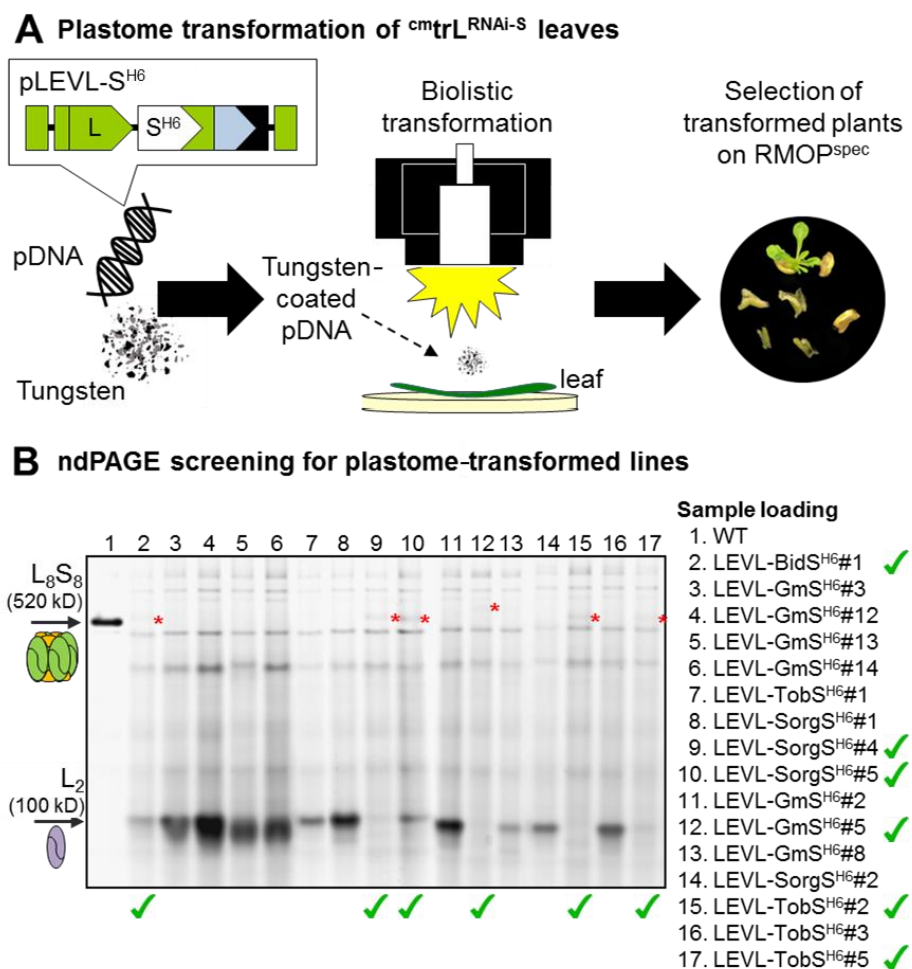 A Plastome transformation of ᶜᵐtrLᴿᴺᴬⁱ⁻ˢ leaves
pLEVL-Sᴴ⁶
L
Sᴴ⁶
pDNA
Tungsten
Tungsten-
coated
pDNA
Biolistic
transformation
leaf
Selection of
transformed plants
on RMOPˢᵖᵉᶜ
B ndPAGE screening for plastome-transformed lines
1 2 3 4 5 6 7 8 9 10 11 12 13 14 15 16 17
L₈S₈
(520 kD)
* * * * * *
L₂
(100 kD)
✓ ✓ ✓ ✓ ✓ ✓
Sample loading
1. WT
2. LEVL-BidSᴴ⁶#1 ✓
3. LEVL-GmSᴴ⁶#3
4. LEVL-GmSᴴ⁶#12
5. LEVL-GmSᴴ⁶#13
6. LEVL-GmSᴴ⁶#14
7. LEVL-TobSᴴ⁶#1
8. LEVL-SorgSᴴ⁶#1
9. LEVL-SorgSᴴ⁶#4 ✓
10. LEVL-SorgSᴴ⁶#5 ✓
11. LEVL-GmSᴴ⁶#2
12. LEVL-GmSᴴ⁶#5 ✓
13. LEVL-GmSᴴ⁶#8
14. LEVL-SorgSᴴ⁶#2
15. LEVL-TobSᴴ⁶#2 ✓
16. LEVL-TobSᴴ⁶#3
17. LEVL-TobSᴴ⁶#5 ✓